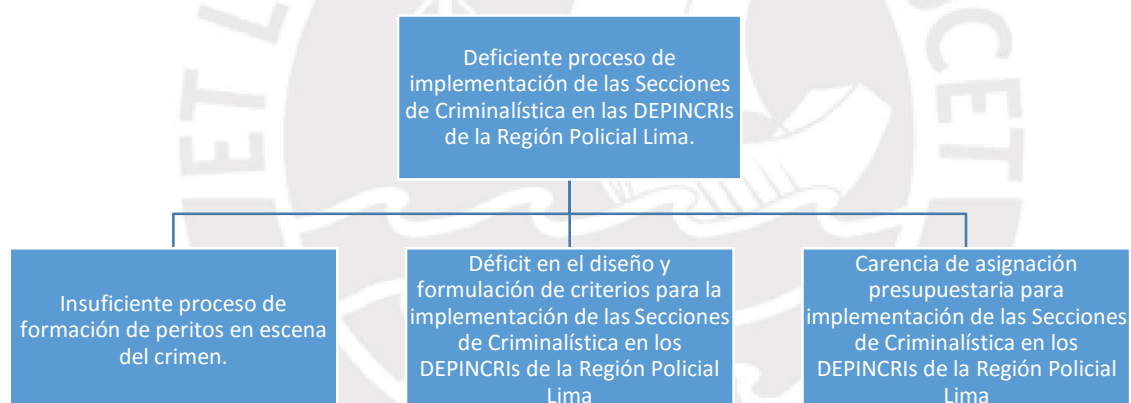 Deficiente proceso de
implementación de las Secciones
de Criminalística en las DEPINCRIs
de la Región Policial Lima.
Insuficiente proceso de
formación de peritos en escena
del crimen.
Déficit en el diseño y
formulación de criterios para la
implementación de las Secciones
de Criminalística en los
DEPINCRIs de la Región Policial
Lima
Carencia de asignación
presupuestaria para
implementación de las Secciones
de Criminalística en los
DEPINCRIs de la Región Policial
Lima
ET L
UCET